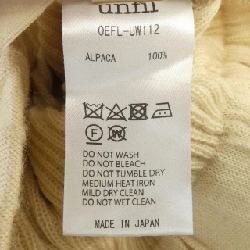 unfil
OEFL-UW112
ALPACA 100%
F W
DO NOT WASH
DO NOT BLEACH
DO NOT TUMBLE DRY
MEDIUM HEAT IRON
MILD DRY CLEAN
DO NOT WET CLEAN
MADE IN JAPAN